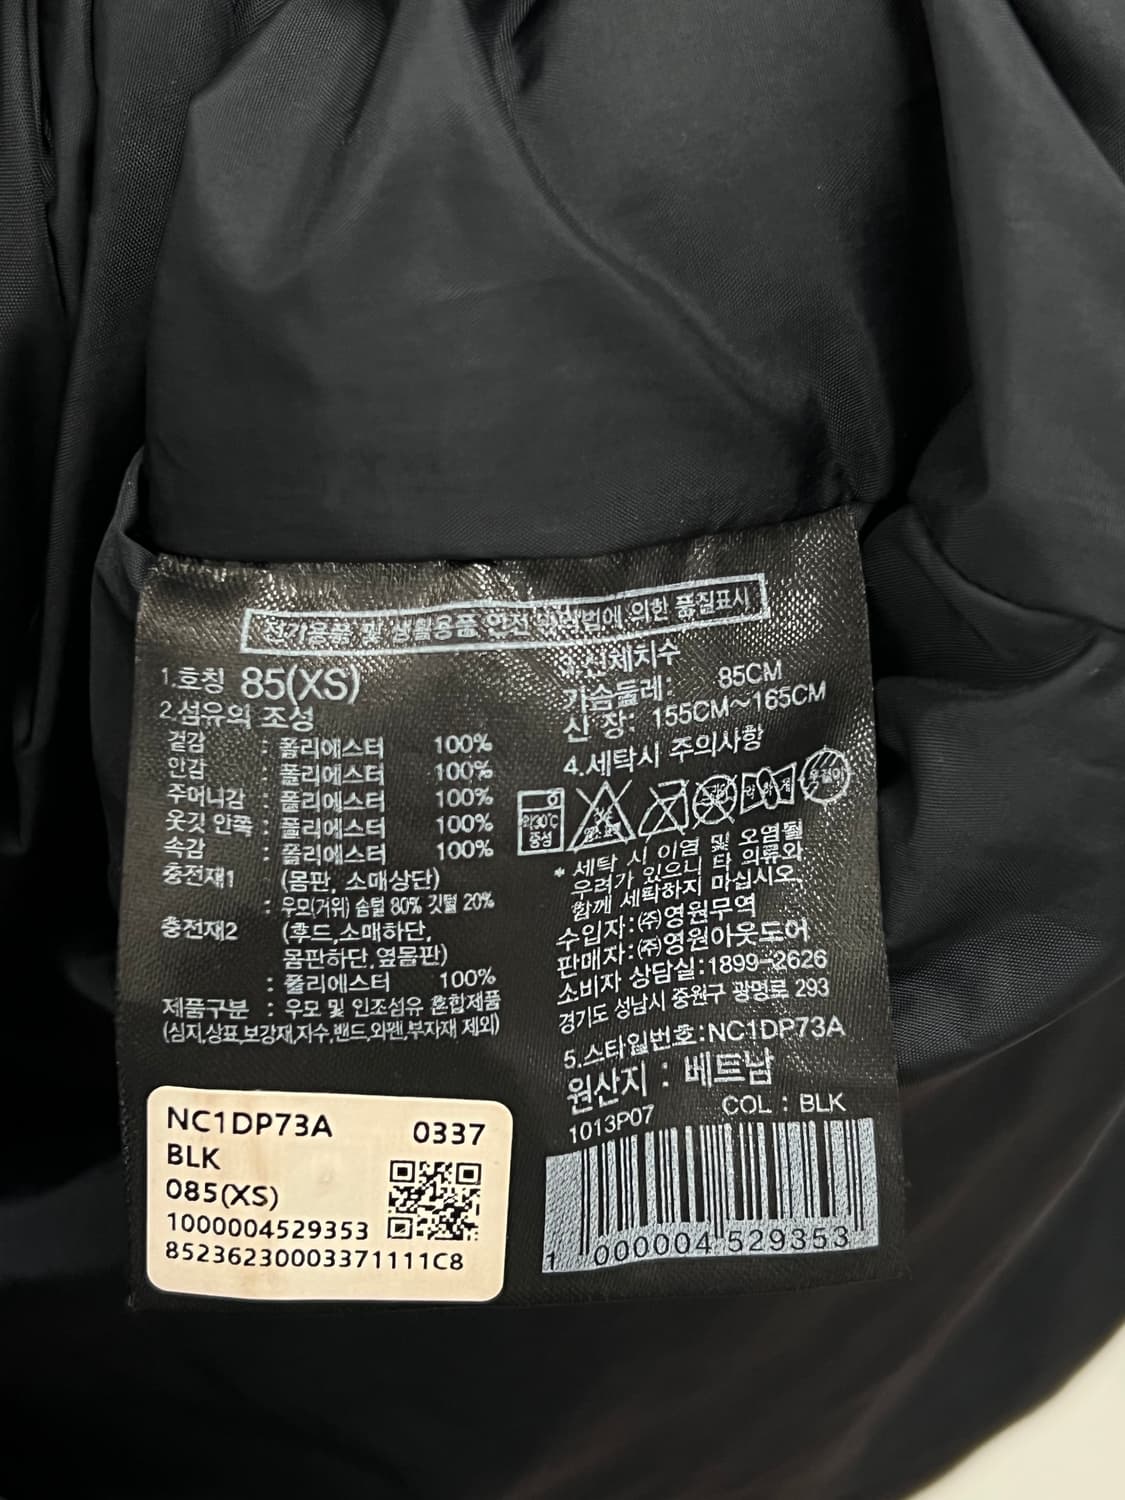 전기용품 및 생활용품 안전 관리법에 의한 품질표시
1.호칭 85(XS)
2.섬유의 조성
겉감 : 폴리에스터 100%
안감 : 폴리에스터 100%
주머니감 : 폴리에스터 100%
옷깃 안쪽 : 폴리에스터 100%
속감 : 폴리에스터 100%
충전재1 (몸판, 소매상단)
: 우모(거위) 솜털 80% 깃털 20%
충전재2 (후드,소매하단,
몸판하단,옆몸판)
: 폴리에스터 100%
제품구분 : 우모 및 인조섬유 혼합제품
(심지,상표,보강재,자수,밴드,외밴,부자재 제외)
3.신체치수
가슴둘레: 85CM
신 장: 155CM~165CM
4.세탁시 주의사항
약30℃
중성
옷걸이
* 세탁 시 이염 및 오염될
우려가 있으니 타 의류와
함께 세탁하지 마십시오.
수입자:(주)영원무역
판매자:(주)영원아웃도어
소비자 상담실:1899-2626
경기도 성남시 중원구 광명로 293
5.스타일번호:NC1DP73A
원산지 : 베트남
1013P07 COL : BLK
1 000004 529353
NC1DP73A 0337
BLK
085(XS)
1000004529353
85236230003371111C8